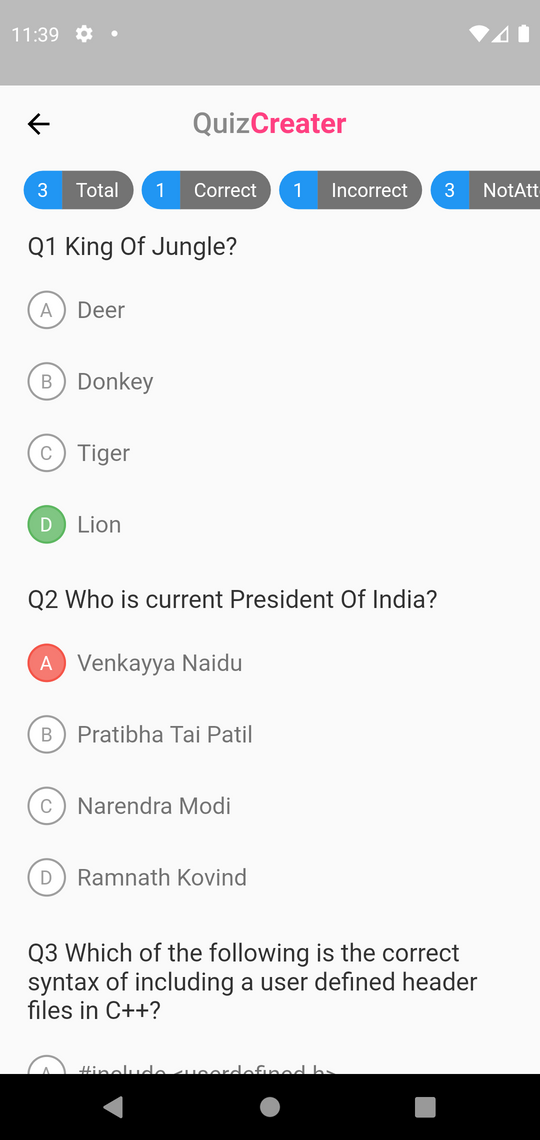 11:39
QuizCreater
3 Total 1 Correct 1 Incorrect 3 NotAtt
Q1 King Of Jungle?
A Deer
B Donkey
C Tiger
D Lion
Q2 Who is current President Of India?
A Venkayya Naidu
B Pratibha Tai Patil
C Narendra Modi
D Ramnath Kovind
Q3 Which of the following is the correct
syntax of including a user defined header
files in C++?
A #include <userdefined.h>